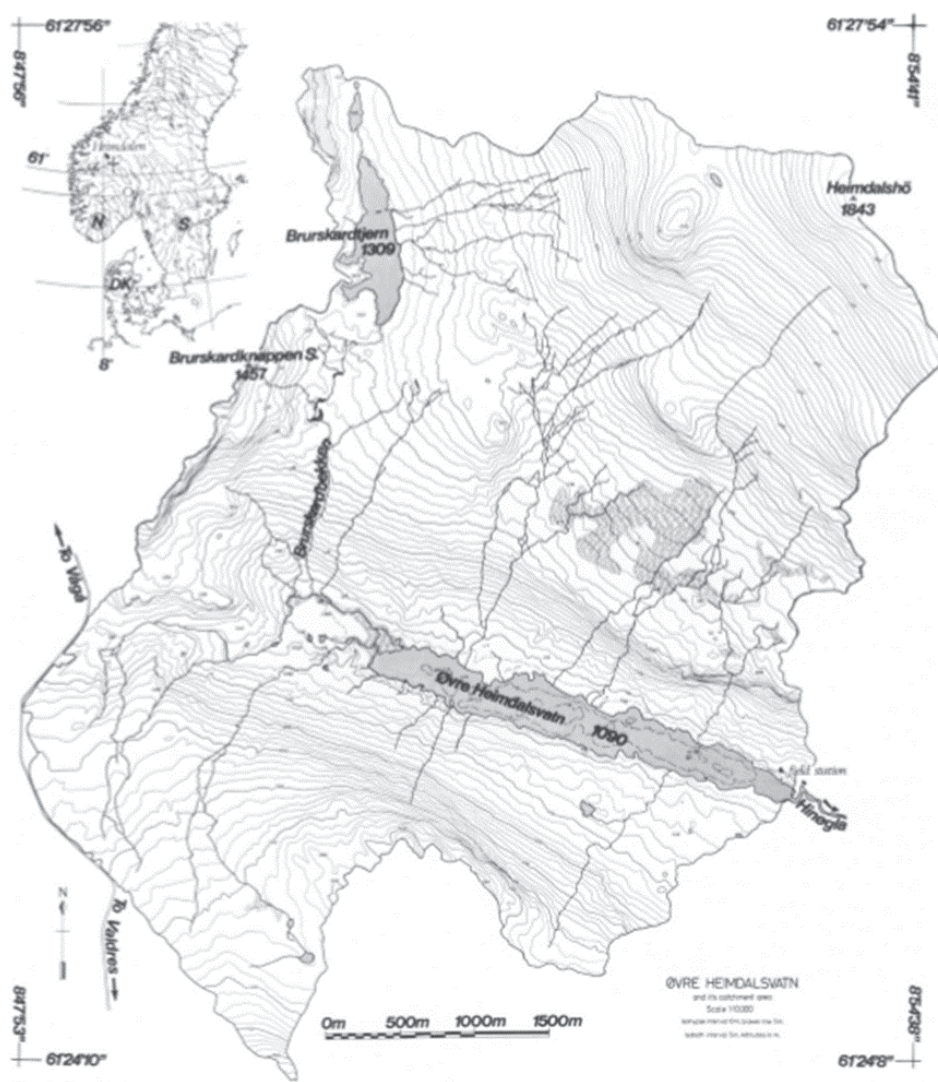 61°27'56"
61°27'54"
8°47'56"
8°54'41"
61°
Heimdalen
N
S
DK
8°
Heimdalshö
1843
Brurskardtjern
1309
Brurskardknappen S.
1457
Brurskardbekken
To Vågå
Øvre Heimdalsvatn 1090
field station
Hinøgla
N
To Valdres
0m 500m 1000m 1500m
ØVRE HEIMDALSVATN
and its catchment area
8°47'53"
8°54'38"
61°24'10"
61°24'8"